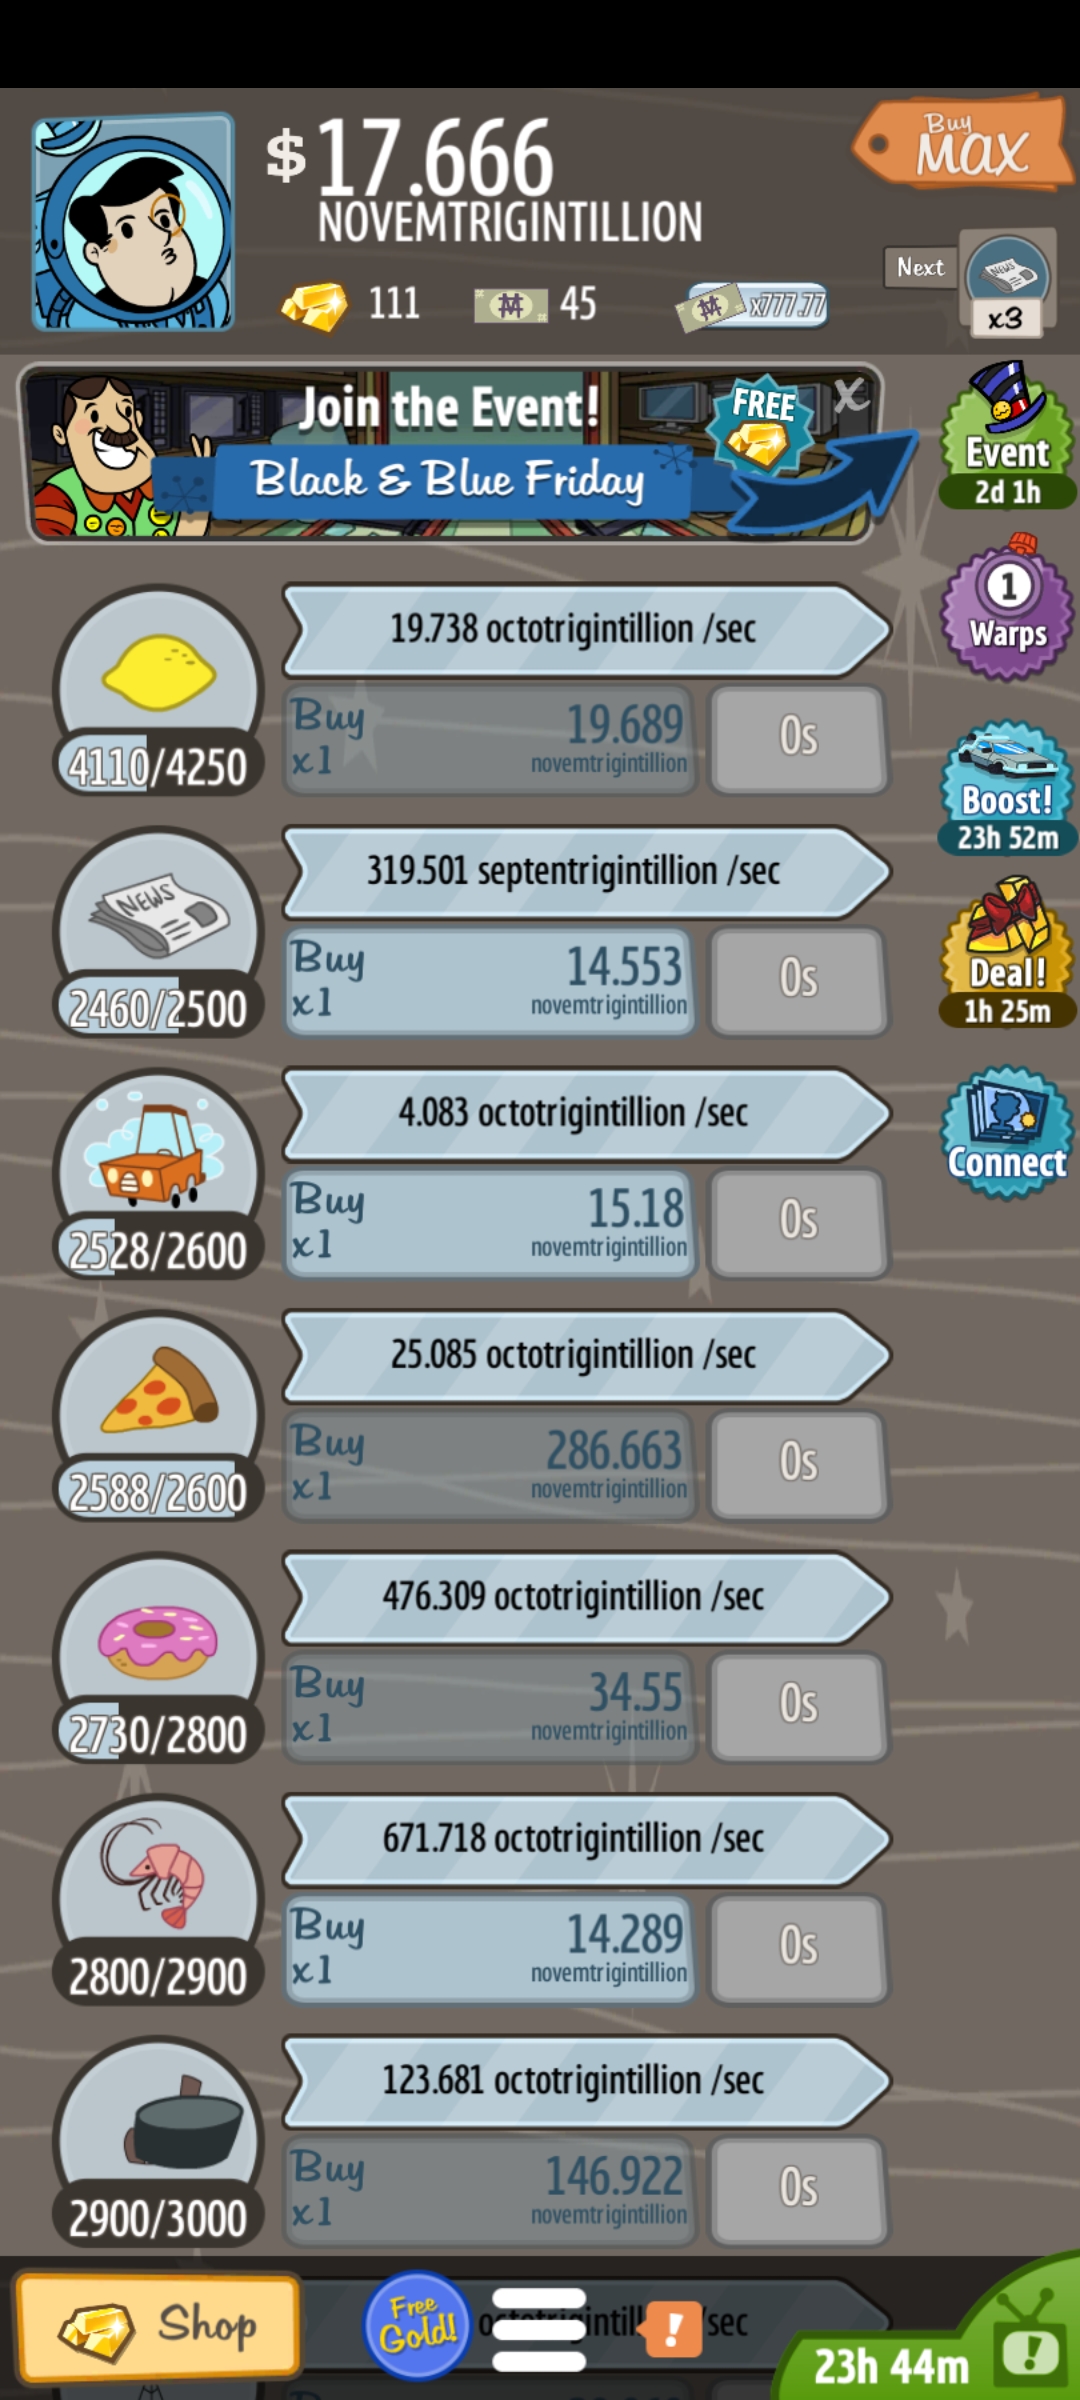 $17.666
NOVEMTRIGINTILLION
Buy
MAX
111
45
x777.77
Next
NEWS
x3
Join the Event!
FREE
X
Black & Blue Friday
Event
2d 1h
1
Warps
Boost!
23h 52m
Deal!
1h 25m
Connect
19.738 octotrigintillion /sec
4110/4250
Buy
x1
19.689
novemtrigintillion
0s
NEWS
319.501 septentrigintillion /sec
2460/2500
Buy
x1
14.553
novemtrigintillion
0s
4.083 octotrigintillion /sec
2528/2600
Buy
x1
15.18
novemtrigintillion
0s
25.085 octotrigintillion /sec
2588/2600
Buy
x1
286.663
novemtrigintillion
0s
476.309 octotrigintillion /sec
2730/2800
Buy
x1
34.55
novemtrigintillion
0s
671.718 octotrigintillion /sec
2800/2900
Buy
x1
14.289
novemtrigintillion
0s
123.681 octotrigintillion /sec
2900/3000
Buy
x1
146.922
novemtrigintillion
0s
Shop
Free
Gold!
!
/sec
23h 44m
!